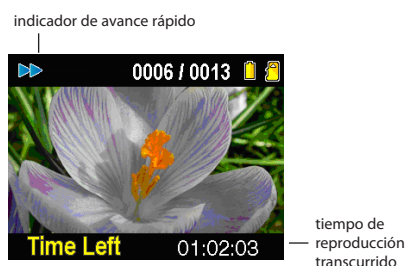 indicador de avance rápido
0006 / 0013
Time Left 01:02:03
tiempo de
reproducción
transcurrido